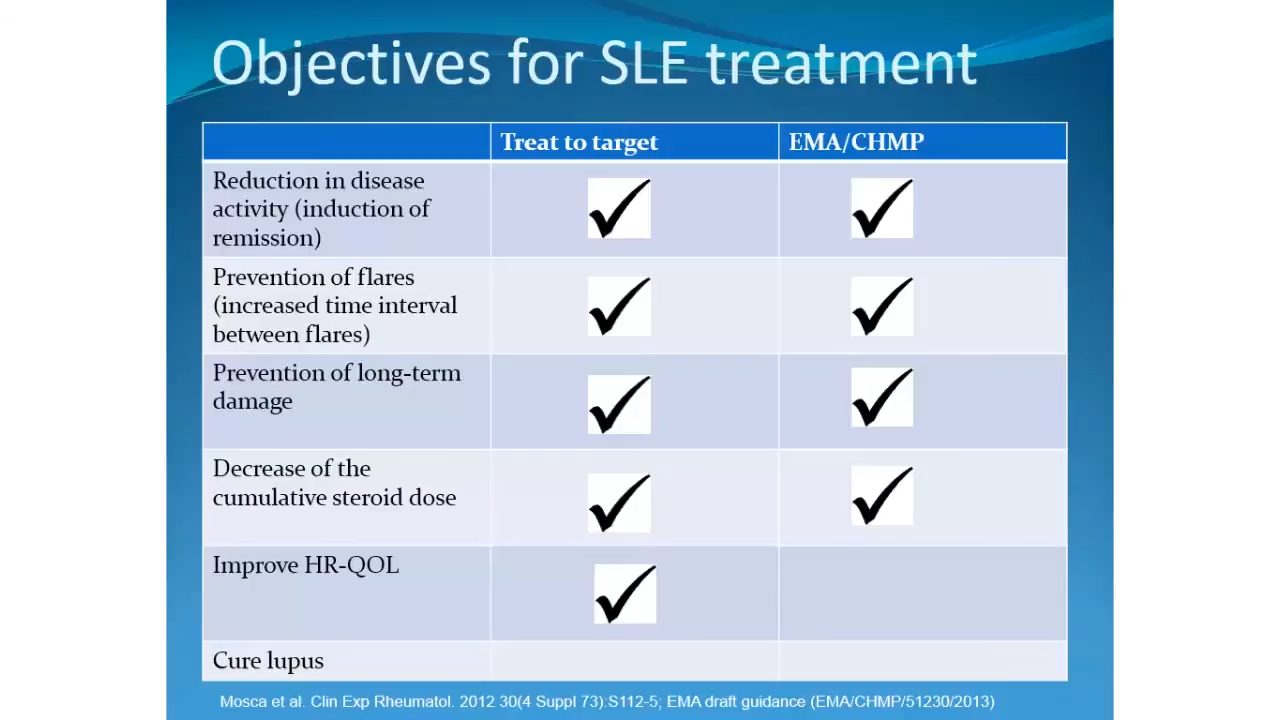 Objectives for SLE treatment
Treat to target
EMA/CHMP
Reduction in disease
activity (induction of
remission)
Prevention of flares
(increased time interval
between flares)
Prevention of long-term
damage
Decrease of the
cumulative steroid dose
Improve HR-QOL
Cure lupus
Mosca et al. Clin Exp Rheumatol. 2012 30(4 Suppl 73):S112-5; EMA draft guidance (EMA/CHMP/51230/2013)